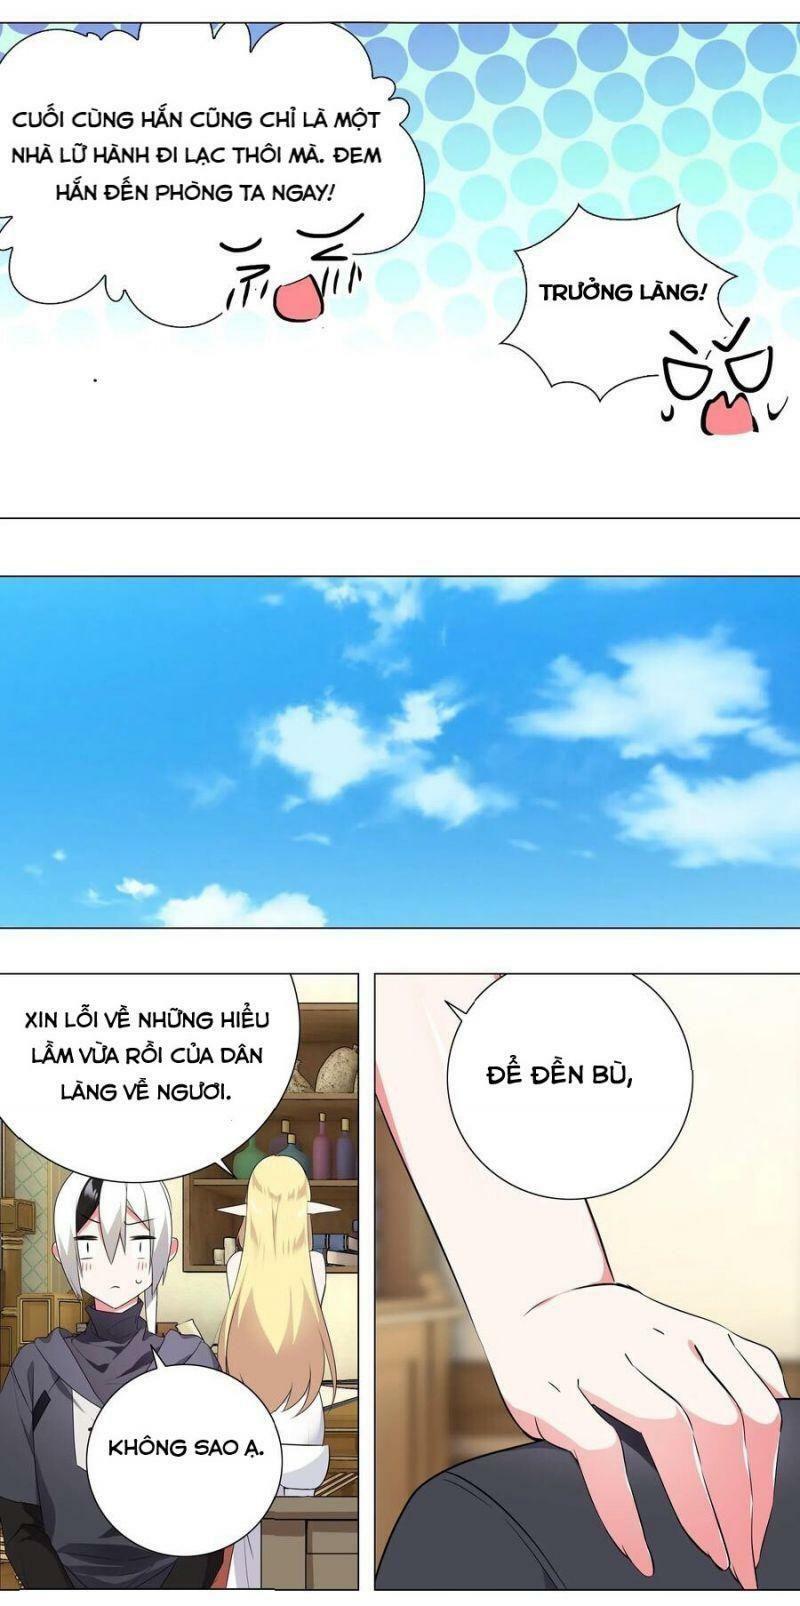 CUỐI CÙNG HẮN CŨNG CHỈ LÀ MỘT
NHÀ LỮ HÀNH ĐI LẠC THÔI MÀ. ĐEM
HẮN ĐẾN PHÒNG TA NGAY!
TRƯỞNG LÀNG!
XIN LỖI VỀ NHỮNG HIỂU
LẦM VỪA RỒI CỦA DÂN
LÀNG VỀ NGƯƠI.
KHÔNG SAO Ạ.
ĐỂ ĐỀN BÙ,